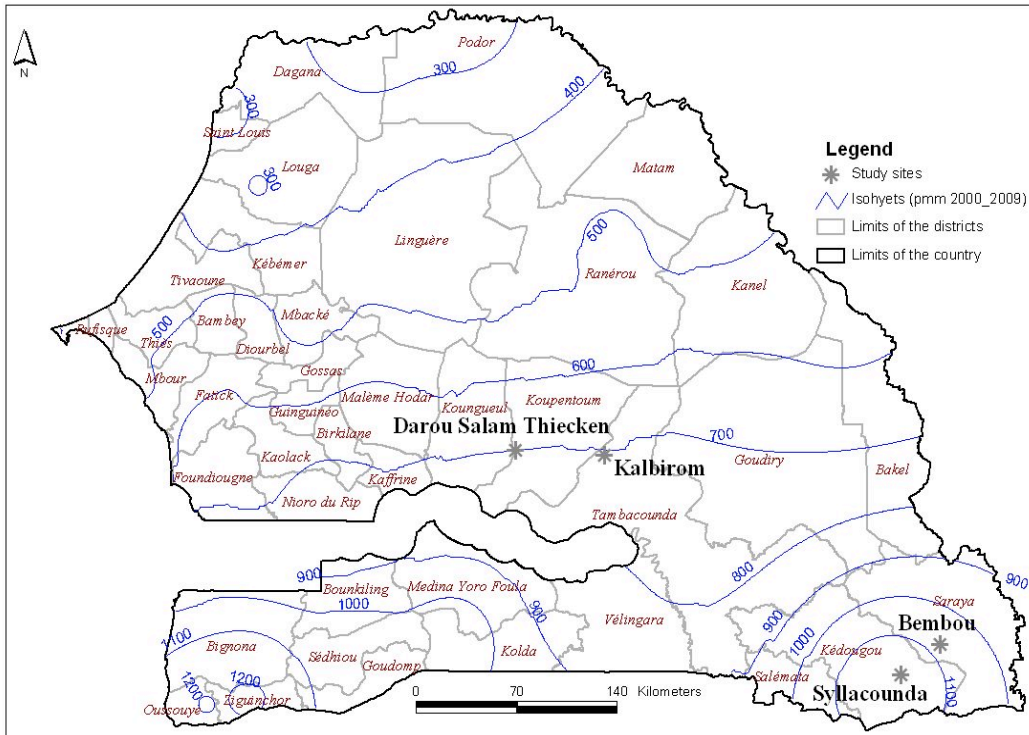 Podor
Dagana
300
400
N
300
Saint Louis
Louga
300
Matam
Legend
Study sites
Isohyets (pmm 2000_2009)
Limits of the districts
Limits of the country
Linguère
500
Ranérou
Kébémer
Tivaoune
Kanel
Mbacké
Bambey
500
Rufisque
Thiès
Diourbel
Mbour
Gossas
600
Fatick
Malème Hodar
Koungueul
Koupentoum
Guinguinéo
Birkilane
Darou Salam Thiecken
700
Kalbirom
Goudiry
Kaolack
Bakel
Foundiougne
Kaffrine
Nioro du Rip
Tambacounda
800
900
Bounkiling
Medina Yoro Foula
900
1000
900
Vélingara
900
Saraya
Bembou
1100
Bignona
1000
Kédougou
Sédhiou
Goudomp
Kolda
Salémata
1200
1200
Ziguinchor
Oussouye
Syllacounda
1100
0 70 140 Kilometers